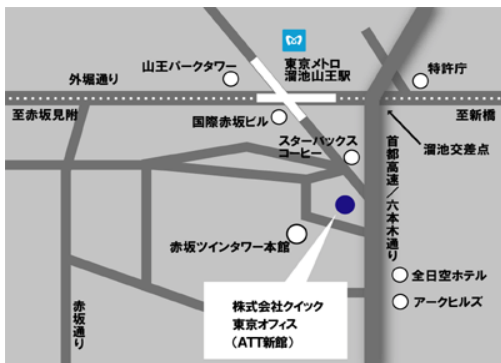 東京メトロ
溜池山王駅
山王パークタワー
特許庁
外堀通り
至赤坂見附
至新橋
国際赤坂ビル
スターバックス
コーヒー
溜池交差点
首都高速／六本木通り
赤坂ツインタワー本館
全日空ホテル
アークヒルズ
赤坂通り
株式会社クイック
東京オフィス
（ATT新館）